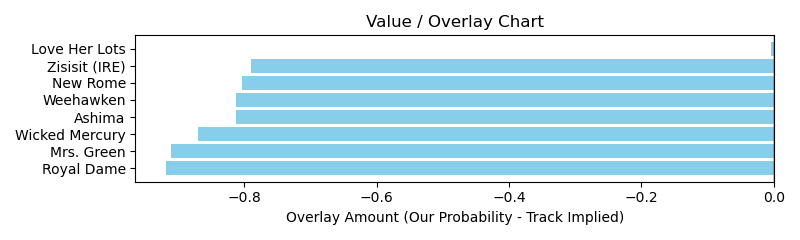 Value / Overlay Chart
Love Her Lots
Zisisit (IRE)
New Rome
Weehawken
Ashima
Wicked Mercury
Mrs. Green
Royal Dame
−0.8 −0.6 −0.4 −0.2 0.0
Overlay Amount (Our Probability - Track Implied)